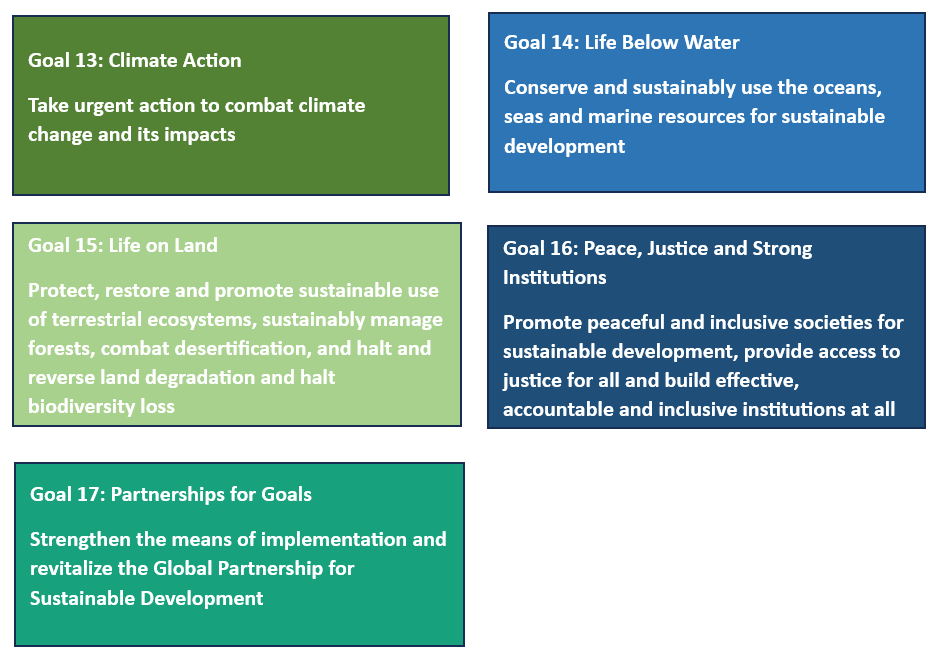 Goal 13: Climate Action
Take urgent action to combat climate
change and its impacts
Goal 14: Life Below Water
Conserve and sustainably use the oceans,
seas and marine resources for sustainable
development
Goal 15: Life on Land
Protect, restore and promote sustainable use
of terrestrial ecosystems, sustainably manage
forests, combat desertification, and halt and
reverse land degradation and halt
biodiversity loss
Goal 16: Peace, Justice and Strong
Institutions
Promote peaceful and inclusive societies for
sustainable development, provide access to
justice for all and build effective,
accountable and inclusive institutions at all
Goal 17: Partnerships for Goals
Strengthen the means of implementation and
revitalize the Global Partnership for
Sustainable Development